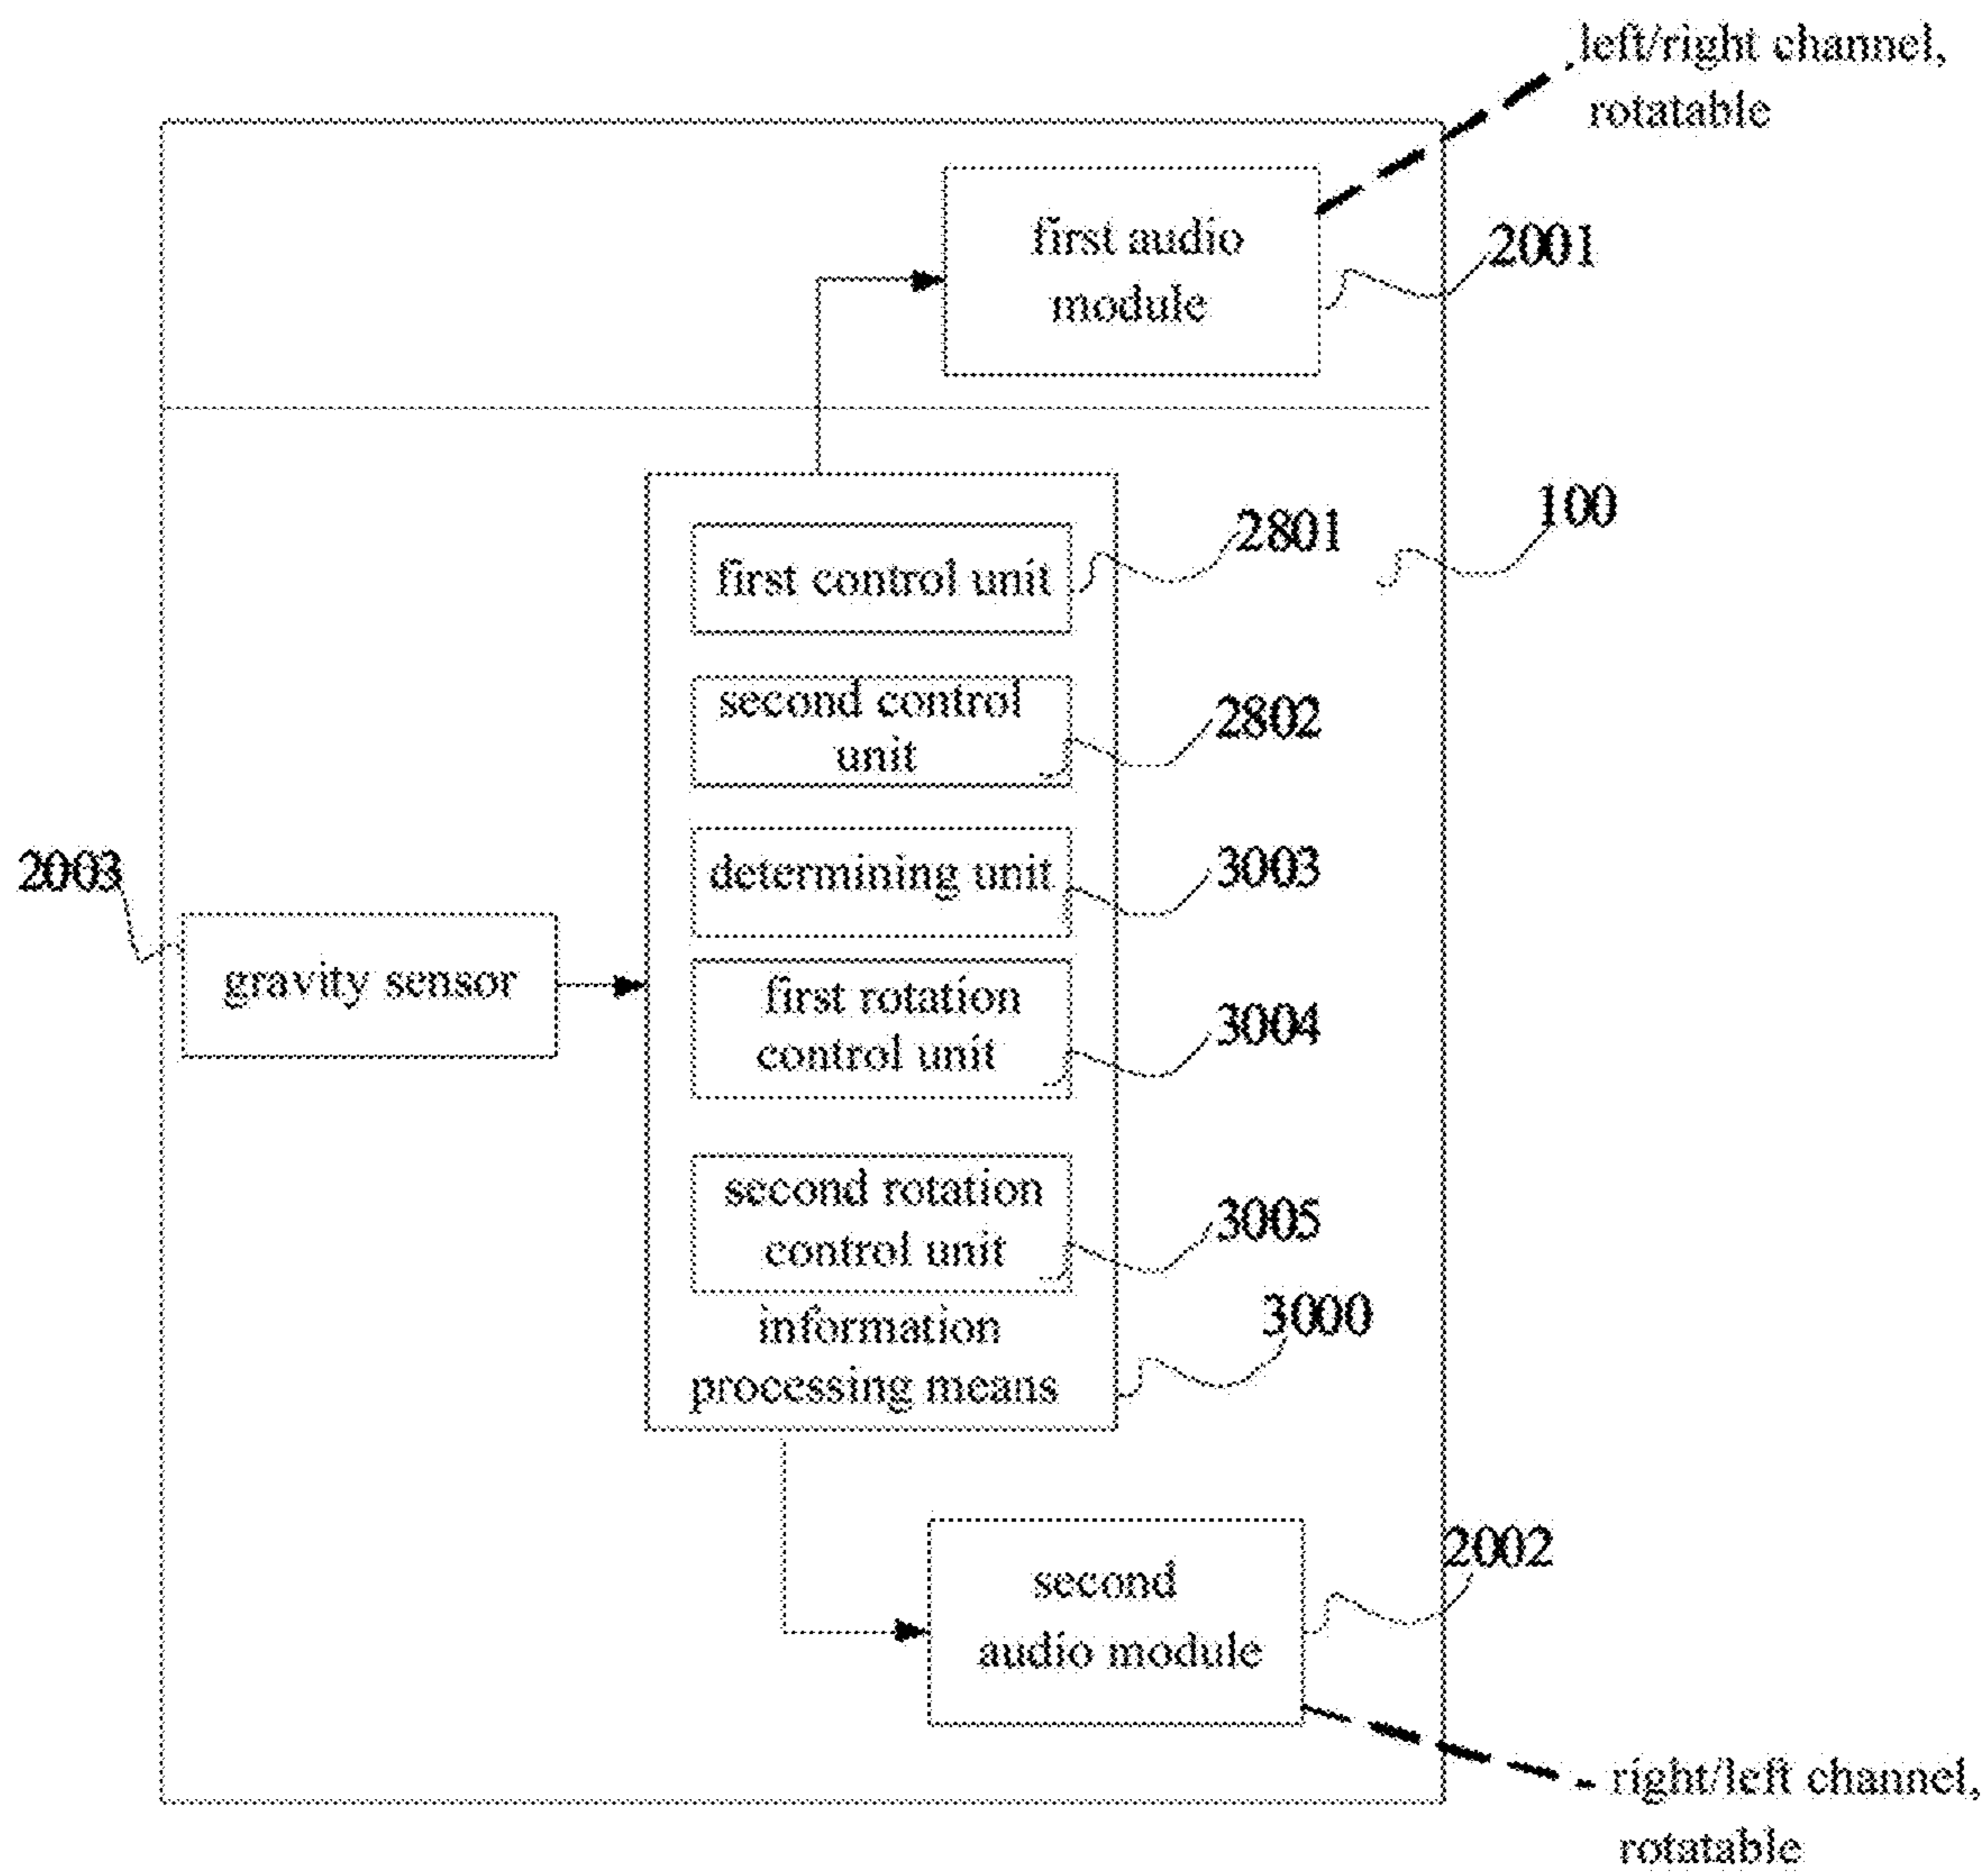 left/right channel,
rotatable
first audio
module
2001
100
first control unit
2801
second control
unit
2802
determining unit
3003
2003
gravity sensor
first rotation
control unit
3004
second rotation
control unit
3005
information
processing means
3000
second
audio module
2002
right/left channel,
rotatable